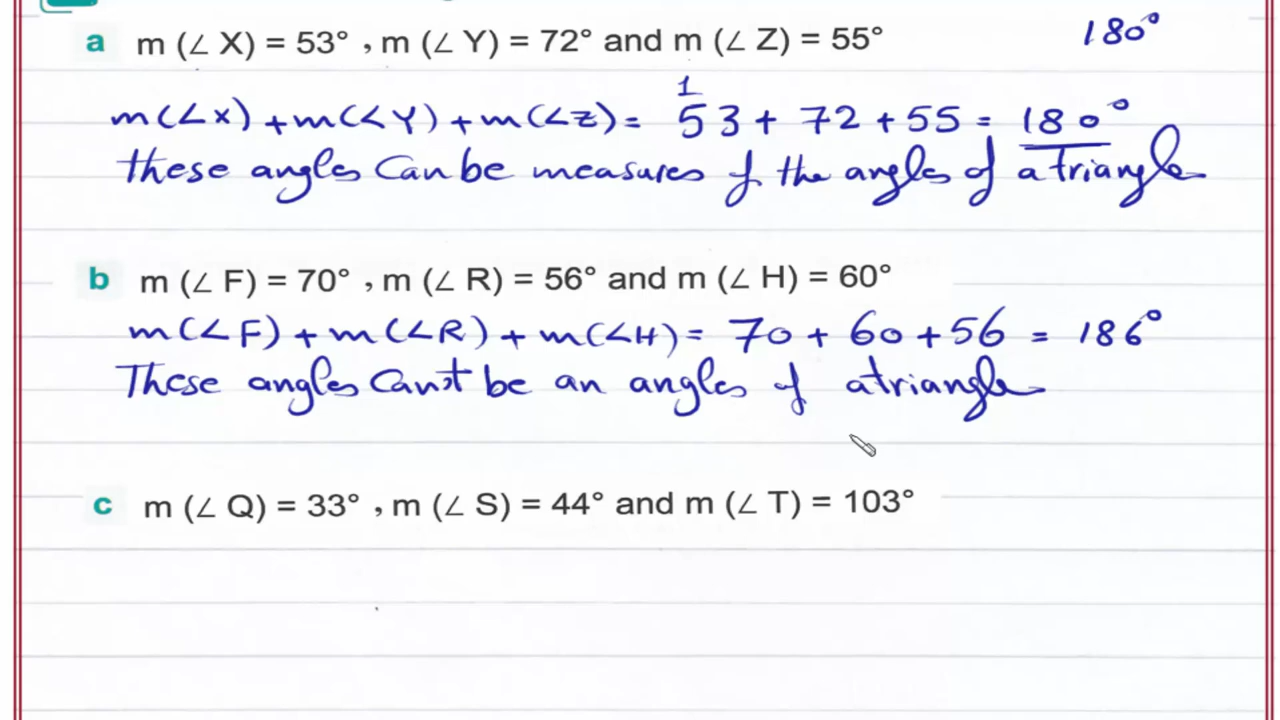 a m (∠ X) = 53° , m (∠ Y) = 72° and m (∠ Z) = 55°
180°
1
m(∠X) + m(∠Y) + m(∠Z) = 53 + 72 + 55 = 180°
these angles Can be measures of the angles of a triangle
b m (∠ F) = 70° , m (∠ R) = 56° and m (∠ H) = 60°
m(∠F) + m(∠R) + m(∠H) = 70 + 60 + 56 = 186°
These angles Can't be an angles of a triangle
c m (∠ Q) = 33° , m (∠ S) = 44° and m (∠ T) = 103°